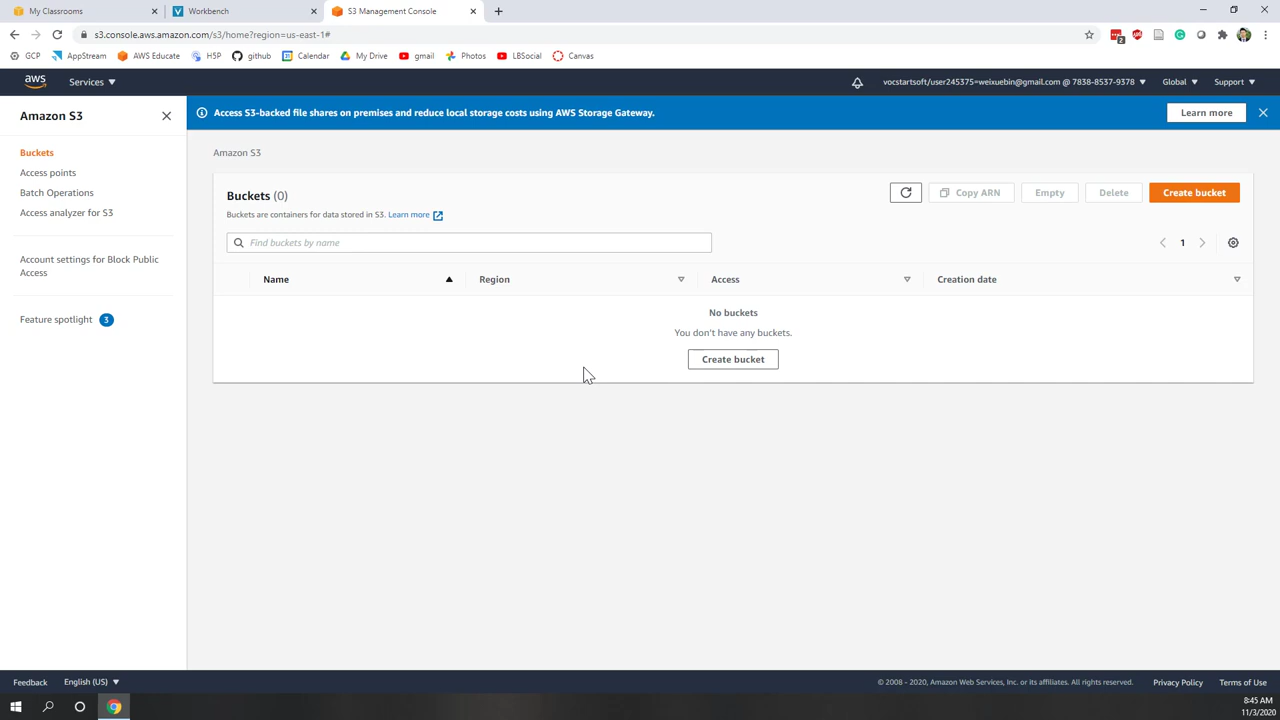 My Classrooms
Workbench
S3 Management Console
s3.console.aws.amazon.com/s3/home?region=us-east-1#
2
GCP
AppStream
AWS Educate
H5P
github
Calendar
My Drive
gmail
Photos
LBSocial
Canvas
aws
Services
vocstartsoft/user245375=weixuebin@gmail.com @ 7838-8537-9378
Global
Support
Amazon S3
Buckets
Access points
Batch Operations
Access analyzer for S3
Account settings for Block Public
Access
Feature spotlight 3
Access S3-backed file shares on premises and reduce local storage costs using AWS Storage Gateway.
Learn more
Amazon S3
Buckets (0)
Copy ARN
Empty
Delete
Create bucket
Buckets are containers for data stored in S3. Learn more
Find buckets by name
1
Name
Region
Access
Creation date
No buckets
You don't have any buckets.
Create bucket
Feedback
English (US)
© 2008 - 2020, Amazon Web Services, Inc. or its affiliates. All rights reserved.
Privacy Policy
Terms of Use
8:45 AM
11/3/2020